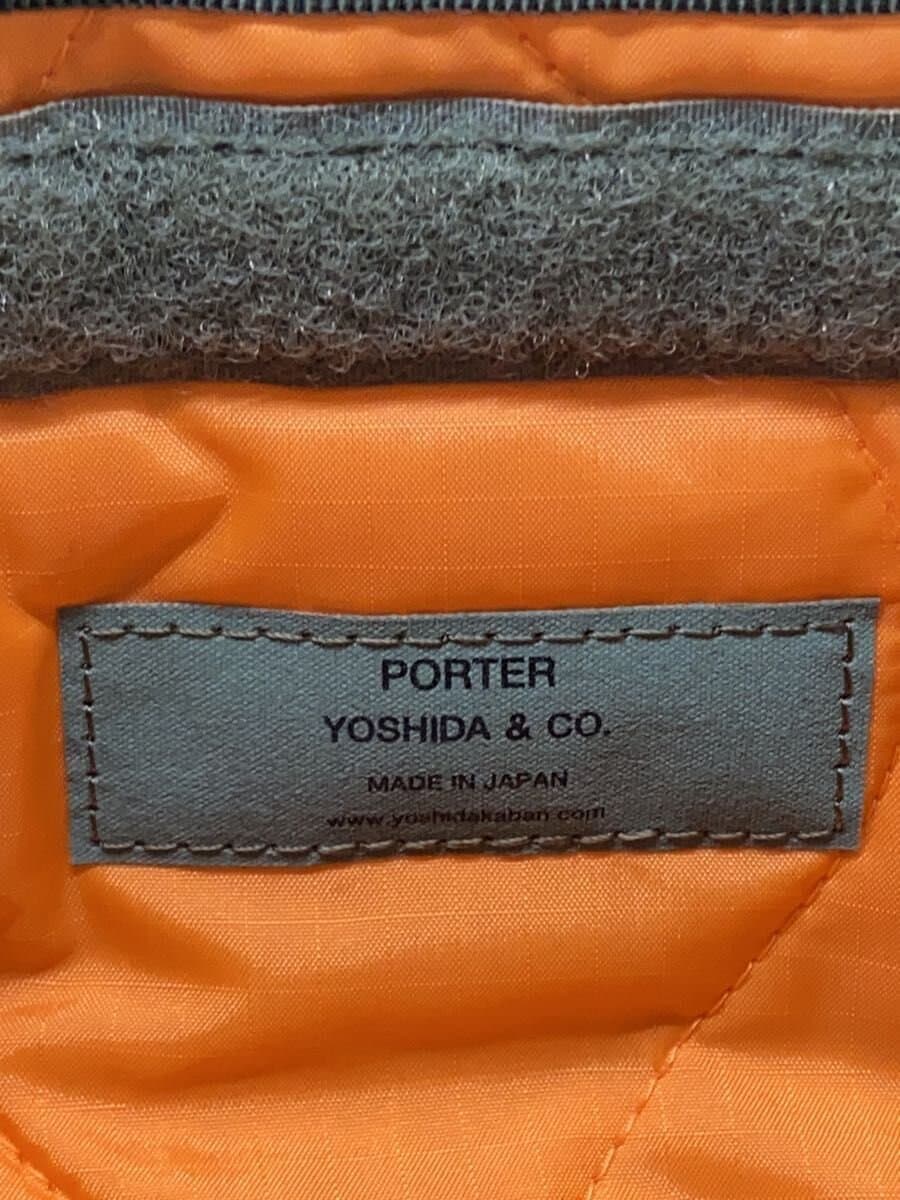 PORTER
YOSHIDA & CO.
MADE IN JAPAN
www.yoshidakaban.com